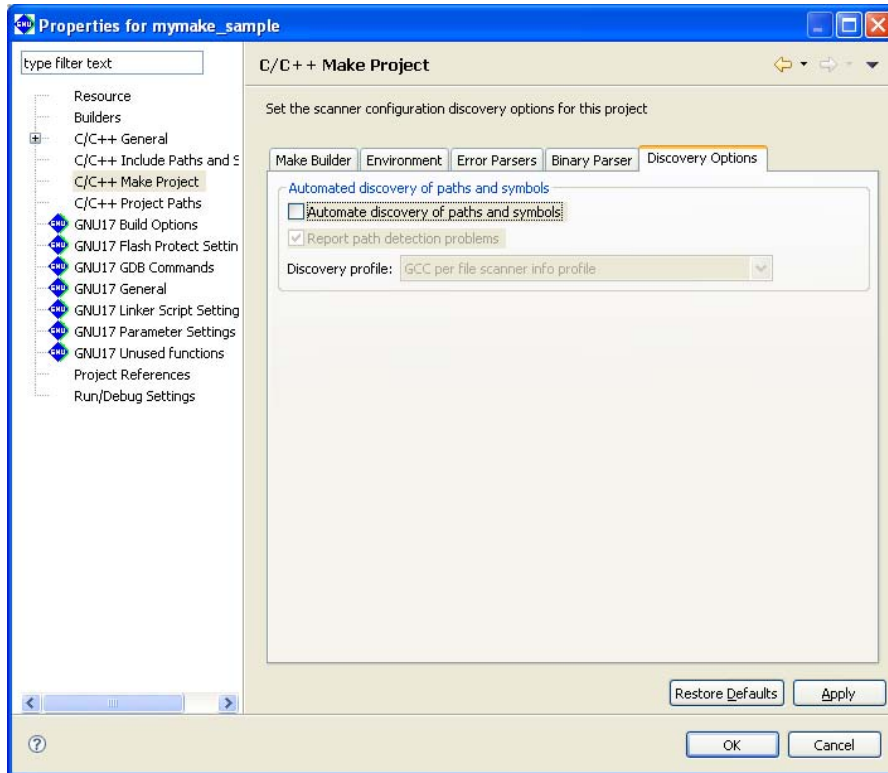 Properties for mymake_sample
type filter text
C/C++ Make Project
Resource
Builders
C/C++ General
C/C++ Include Paths and S
C/C++ Make Project
C/C++ Project Paths
GNU17 Build Options
GNU17 Flash Protect Settin
GNU17 GDB Commands
GNU17 General
GNU17 Linker Script Setting
GNU17 Parameter Settings
GNU17 Unused functions
Project References
Run/Debug Settings
Set the scanner configuration discovery options for this project
Make Builder Environment Error Parsers Binary Parser Discovery Options
Automated discovery of paths and symbols
Automate discovery of paths and symbols
Report path detection problems
Discovery profile: GCC per file scanner info profile
Restore Defaults Apply
? OK Cancel